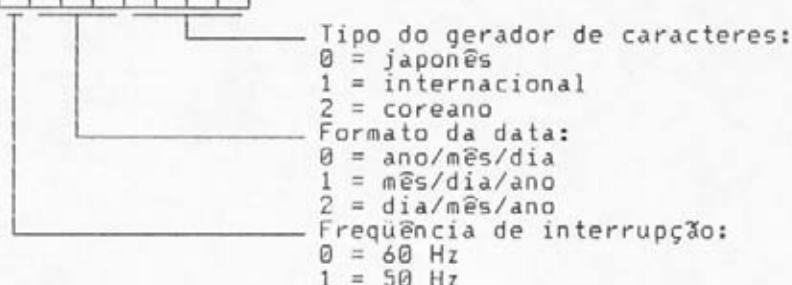 Tipo do gerador de caracteres:
0 = japonês
1 = internacional
2 = coreano
Formato da data:
0 = ano/mês/dia
1 = mês/dia/ano
2 = dia/mês/ano
Freqüência de interrupção:
0 = 60 Hz
1 = 50 Hz